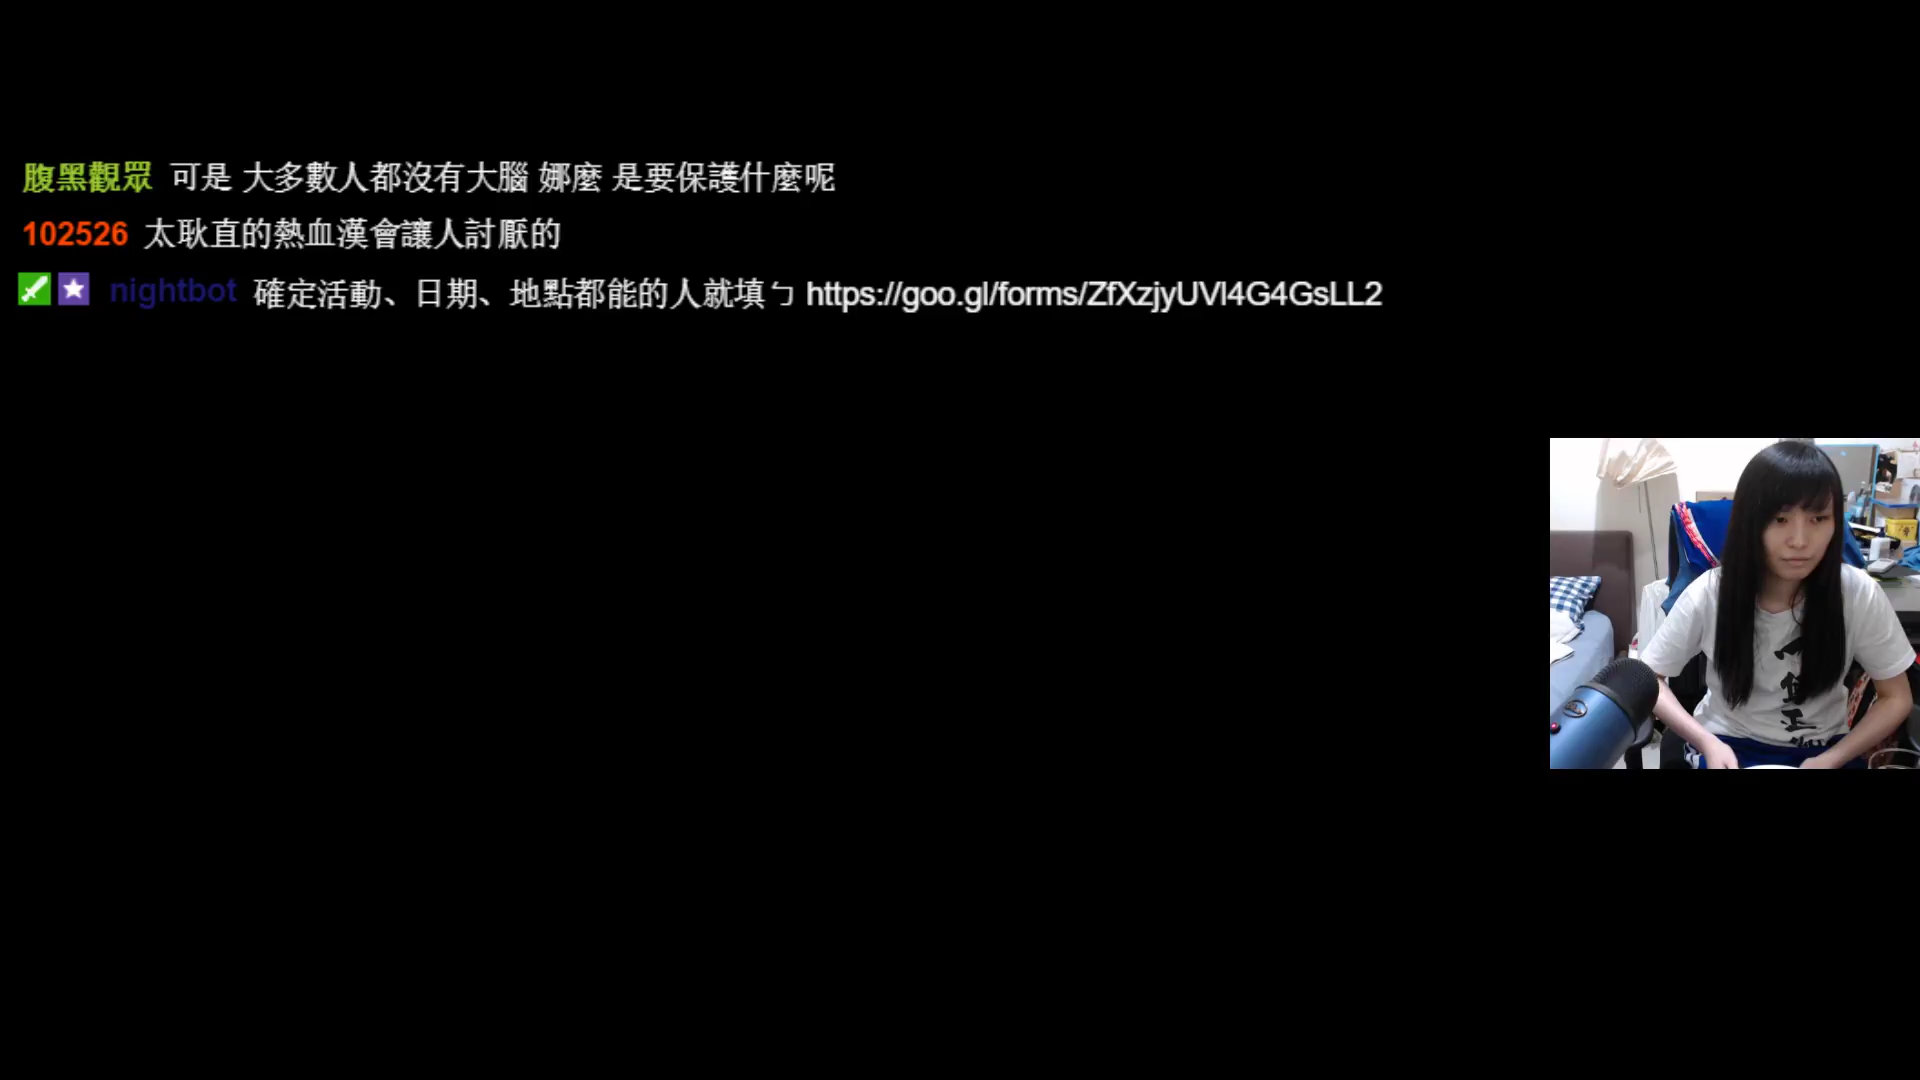 腹黑觀眾 可是 大多數人都沒有大腦 娜麼 是要保護什麼呢
102526 太耿直的熱血漢會讓人討厭的
nightbot 確定活動、日期、地點都能的人就填ㄅ https://goo.gl/forms/ZfXzjyUVl4G4GsLL2